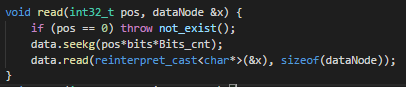 void read(int32_t pos, dataNode &x) {
    if (pos == 0) throw not_exist();
    data.seekg(pos*bits*Bits_cnt);
    data.read(reinterpret_cast<char*>(&x), sizeof(dataNode));
}